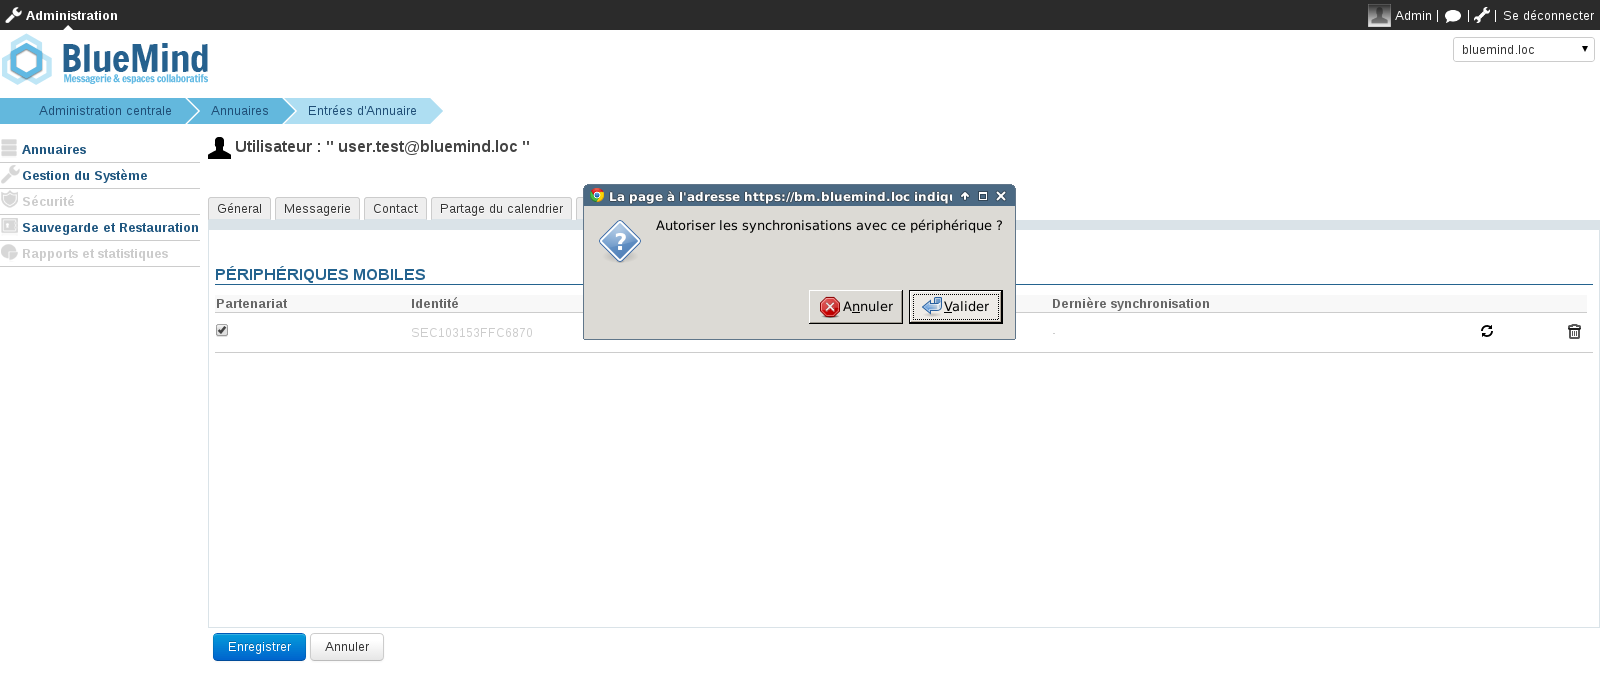 Administration
Admin | | | Se déconnecter
BlueMind
Messagerie & espaces collaboratifs
bluemind.loc
Administration centrale Annuaires Entrées d'Annuaire
Annuaires
Gestion du Système
Sécurité
Sauvegarde et Restauration
Rapports et statistiques
Utilisateur : " user.test@bluemind.loc "
Géneral Messagerie Contact Partage du calendrier
La page à l'adresse https://bm.bluemind.loc indiqu
Autoriser les synchronisations avec ce périphérique ?
Annuler Valider
PÉRIPHÉRIQUES MOBILES
Partenariat Identité Dernière synchronisation
SEC103153FFC6870 -
Enregistrer Annuler